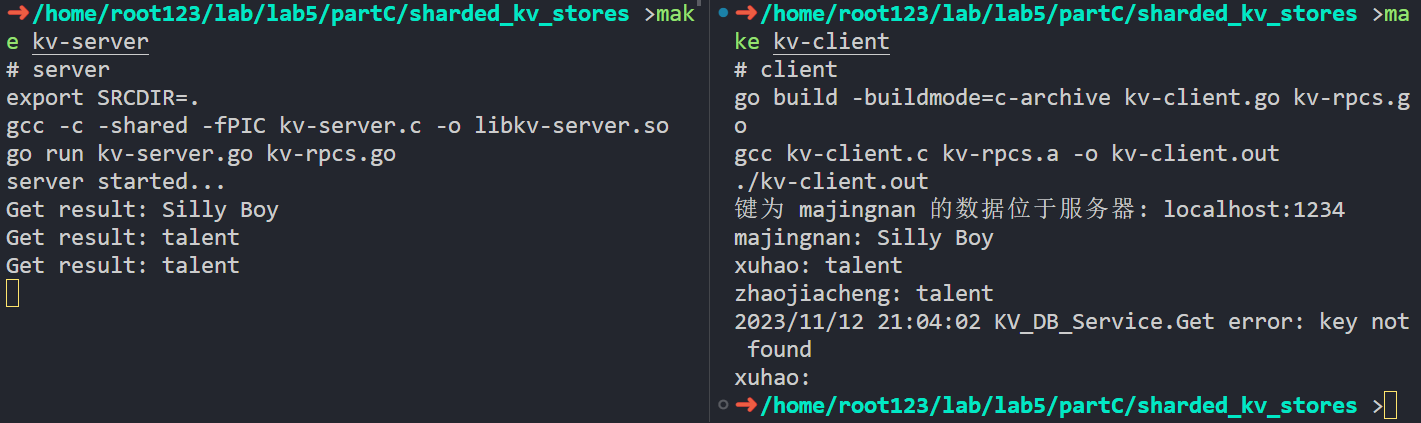 ➜/home/root123/lab/lab5/partC/sharded_kv_stores >mak
e kv-server
# server
export SRCDIR=.
gcc -c -shared -fPIC kv-server.c -o libkv-server.so
go run kv-server.go kv-rpcs.go
server started...
Get result: Silly Boy
Get result: talent
Get result: talent
➜/home/root123/lab/lab5/partC/sharded_kv_stores >ma
ke kv-client
# client
go build -buildmode=c-archive kv-client.go kv-rpcs.g
o
gcc kv-client.c kv-rpcs.a -o kv-client.out
./kv-client.out
键为 majingnan 的数据位于服务器: localhost:1234
majingnan: Silly Boy
xuhao: talent
zhaojiacheng: talent
2023/11/12 21:04:02 KV_DB_Service.Get error: key not
 found
xuhao:
➜/home/root123/lab/lab5/partC/sharded_kv_stores >